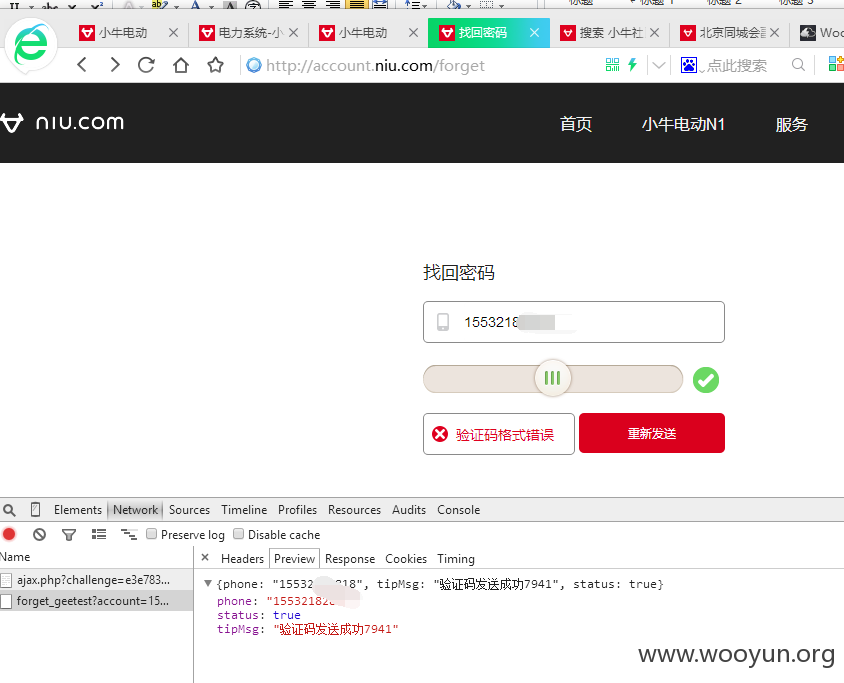 小牛电动
电力系统-小
小牛电动
找回密码
搜索 小牛社
北京同城会
Woo
http://account.niu.com/forget
点此搜索
niu.com
首页
小牛电动N1
服务
找回密码
1553218
验证码格式错误
重新发送
Elements Network Sources Timeline Profiles Resources Audits Console
Preserve log Disable cache
Name
Headers Preview Response Cookies Timing
ajax.php?challenge=e3e783...
forget_geetest?account=15...
{phone: "15532 218", tipMsg: "验证码发送成功7941", status: true}
phone: "15532182
status: true
tipMsg: "验证码发送成功7941"
www.wooyun.org